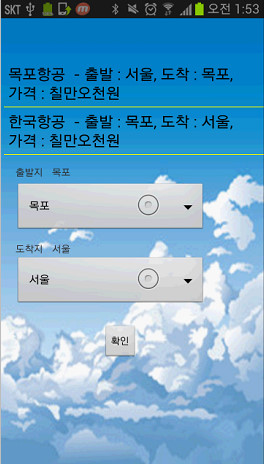 SKT 오전 1:53
목포항공 - 출발 : 서울, 도착 : 목포,
가격 : 칠만오천원
한국항공 - 출발 : 목포, 도착 : 서울,
가격 : 칠만오천원
출발지 목포
목포
도착지 서울
서울
확인